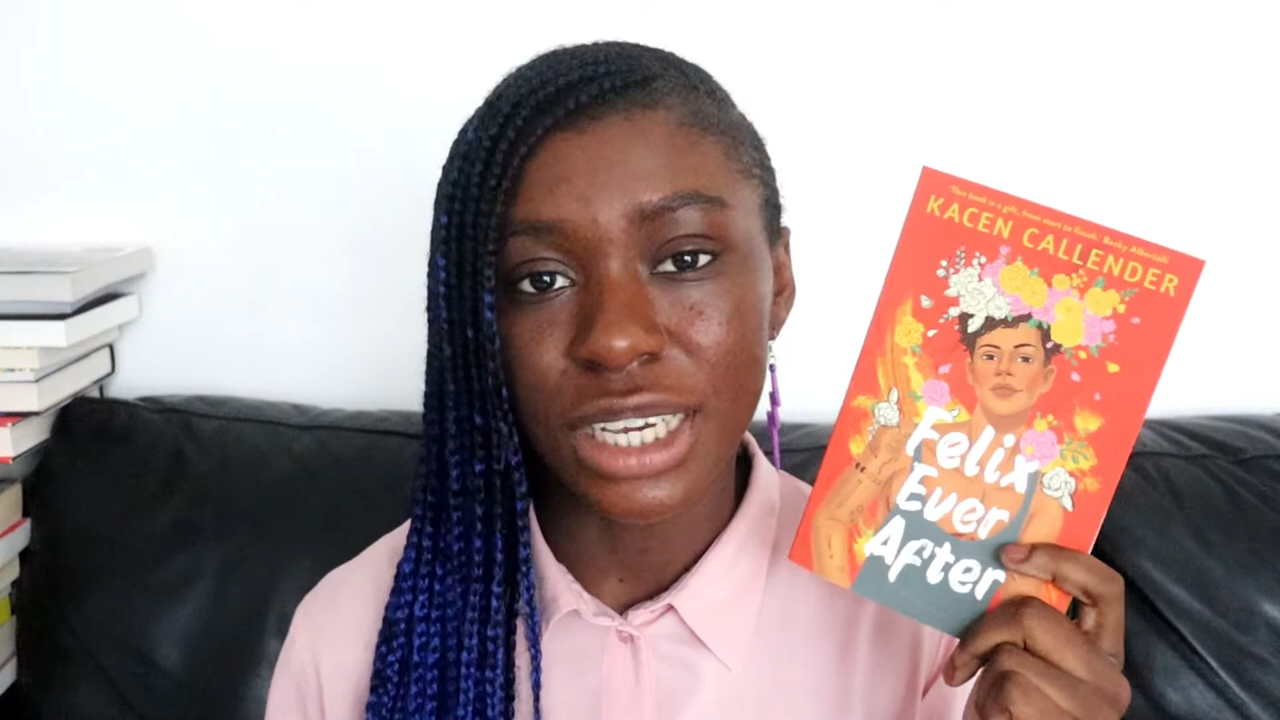 'This book is a gift, from start to finish.' Becky Albertalli
KACEN CALLENDER
Felix
Ever
After